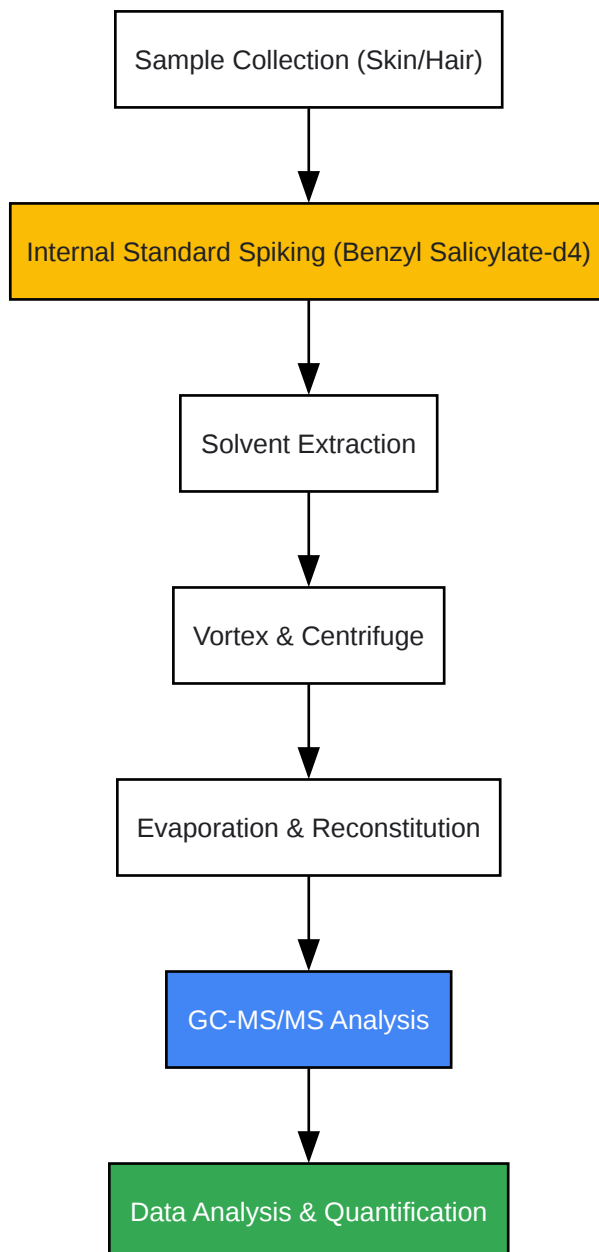 Sample Collection (Skin/Hair)
Internal Standard Spiking (Benzyl Salicylate-d4)
Solvent Extraction
Vortex & Centrifuge
Evaporation & Reconstitution
GC-MS/MS Analysis
Data Analysis & Quantification